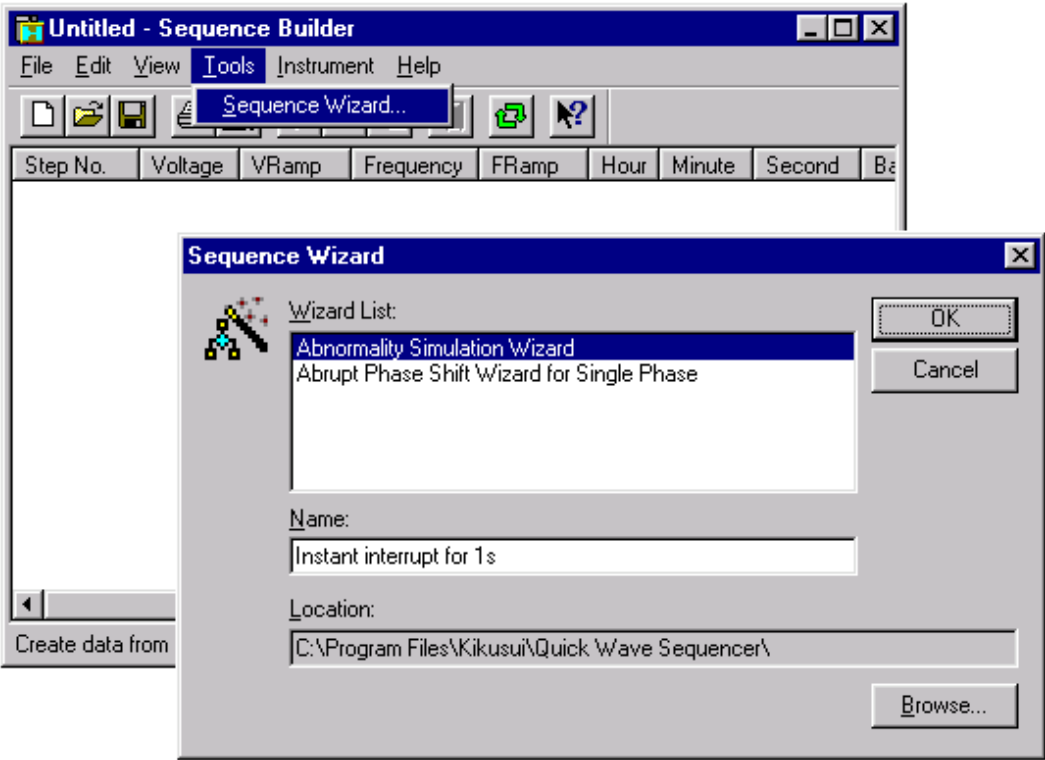 Untitled - Sequence Builder
File Edit View Tools Instrument Help
Sequence Wizard...
Step No. Voltage VRamp Frequency FRamp Hour Minute Second Ba
Sequence Wizard
Wizard List:
Abnormality Simulation Wizard
Abrupt Phase Shift Wizard for Single Phase
OK
Cancel
Name:
Instant interrupt for 1s
Location:
C:\Program Files\Kikusui\Quick Wave Sequencer\
Browse...
Create data from